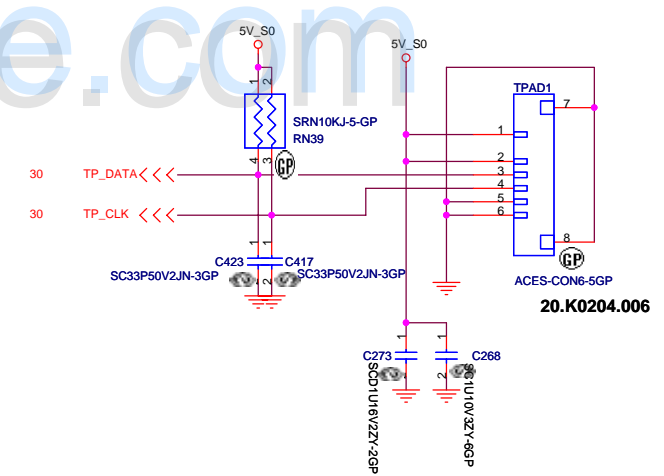 e.com
5V_S0
5V_S0
1 2
TPAD1
7
SRN10KJ-5-GP
RN39
1
4 3
GP
2
30 TP_DATA
3
4
30 TP_CLK
5
6
8
1 1
C423 C417
GP
SC33P50V2JN-3GP
2 2
SC33P50V2JN-3GP
ACES-CON6-5GP
20.K0204.006
1 1
C273 C268
2 2
SCD1U16V2ZY-2GP
SC1U10V3ZY-6GP